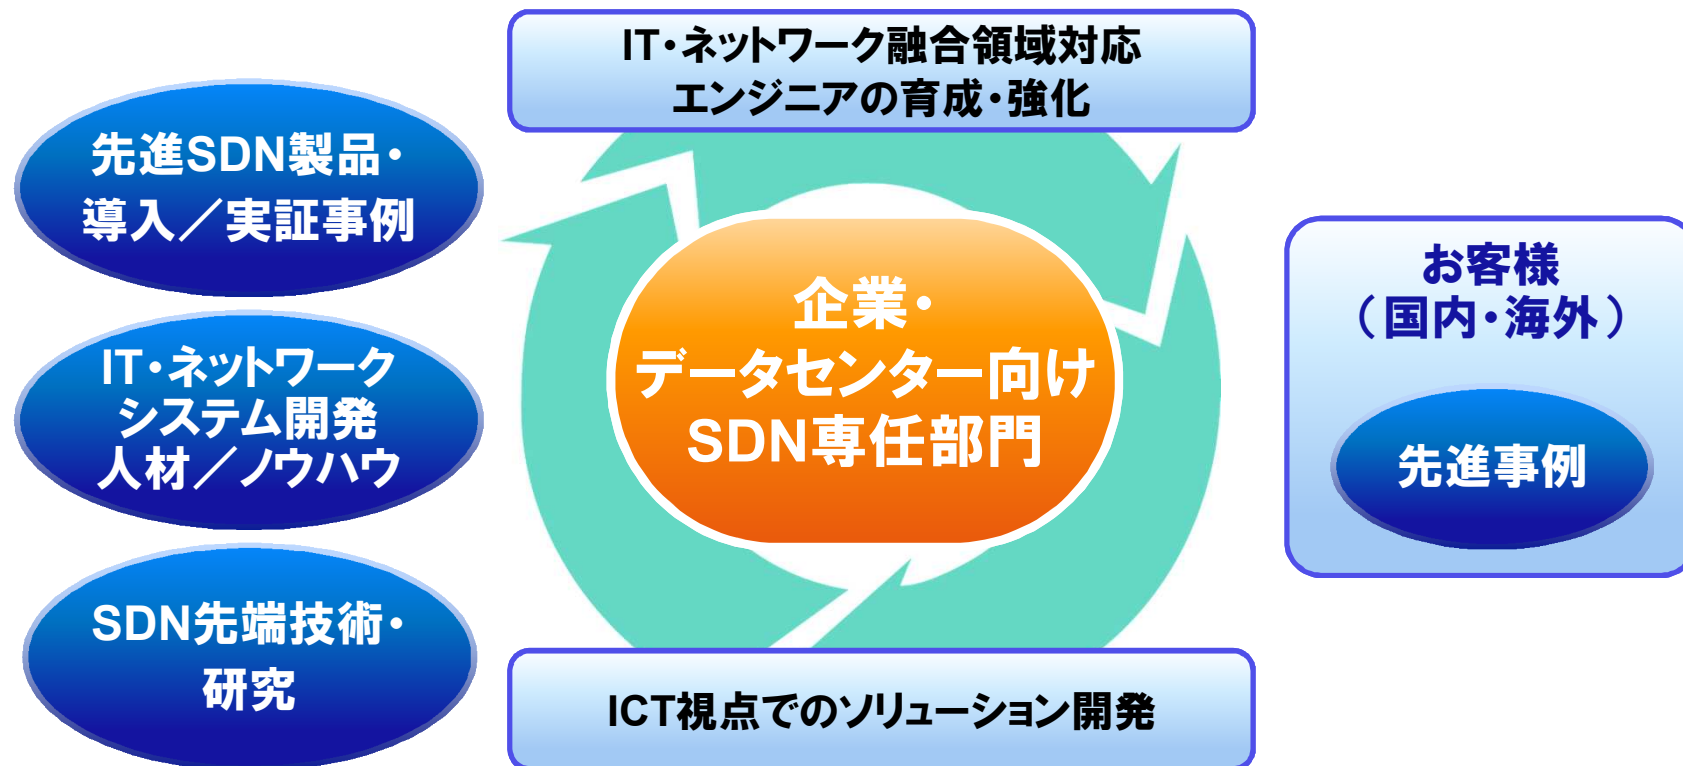 IT・ネットワーク融合領域対応
エンジニアの育成・強化
先進SDN製品・
導入／実証事例
IT・ネットワーク
システム開発
人材／ノウハウ
SDN先端技術・
研究
企業・
データセンター向け
SDN専任部門
お客様
（国内・海外）
先進事例
ICT視点でのソリューション開発